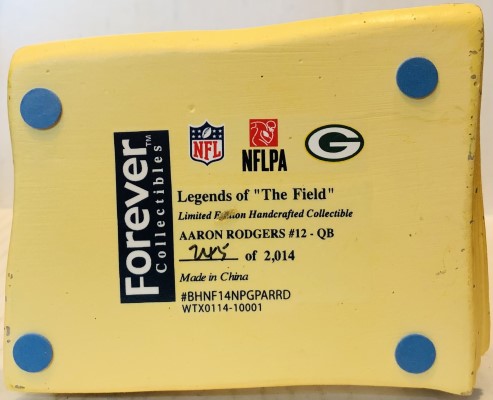 Forever™
Collectibles
NFL
NFLPA
G
Legends of "The Field"
Limited Edition Handcrafted Collectible
AARON RODGERS #12 - QB
of 2,014
Made in China
#BHNF14NPGPARRD
WTX0114-10001